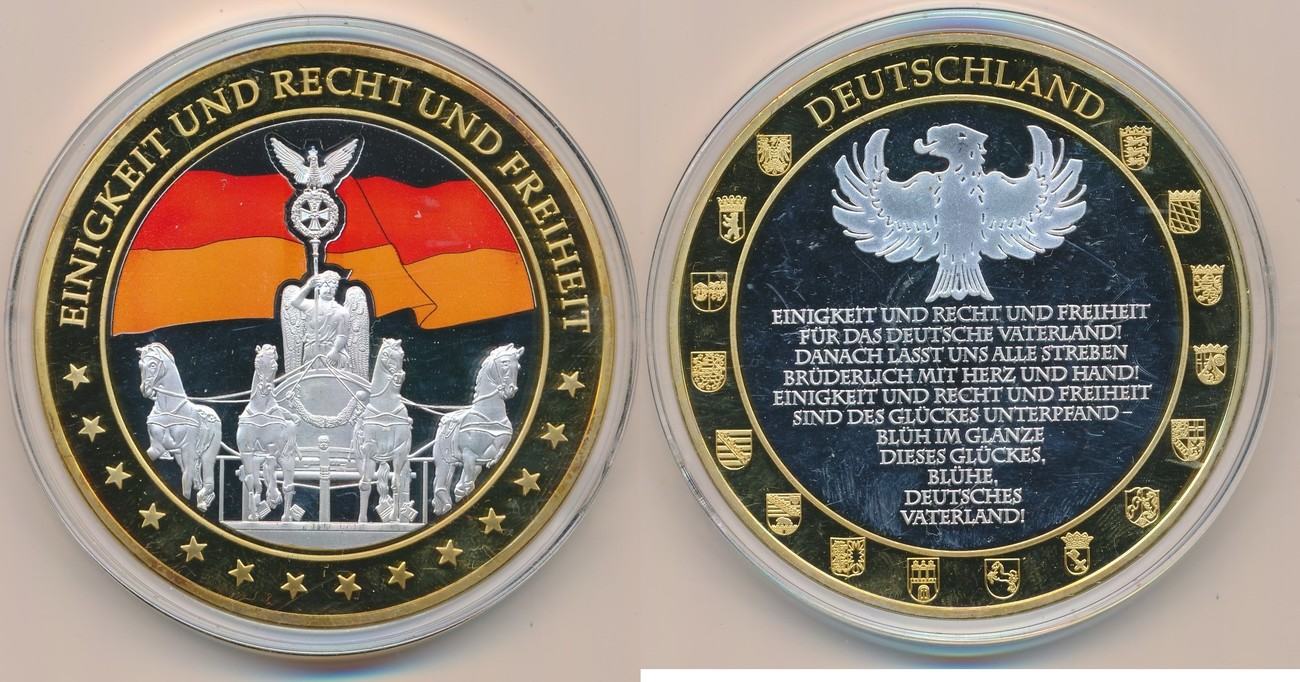 EINIGKEIT UND RECHT UND FREIHEIT
DEUTSCHLAND
EINIGKEIT UND RECHT UND FREIHEIT
FÜR DAS DEUTSCHE VATERLAND!
DANACH LASST UNS ALLE STREBEN
BRÜDERLICH MIT HERZ UND HAND!
EINIGKEIT UND RECHT UND FREIHEIT
SIND DES GLÜCKES UNTERPFAND –
BLÜH IM GLANZE
DIESES GLÜCKES,
BLÜHE,
DEUTSCHES
VATERLAND!